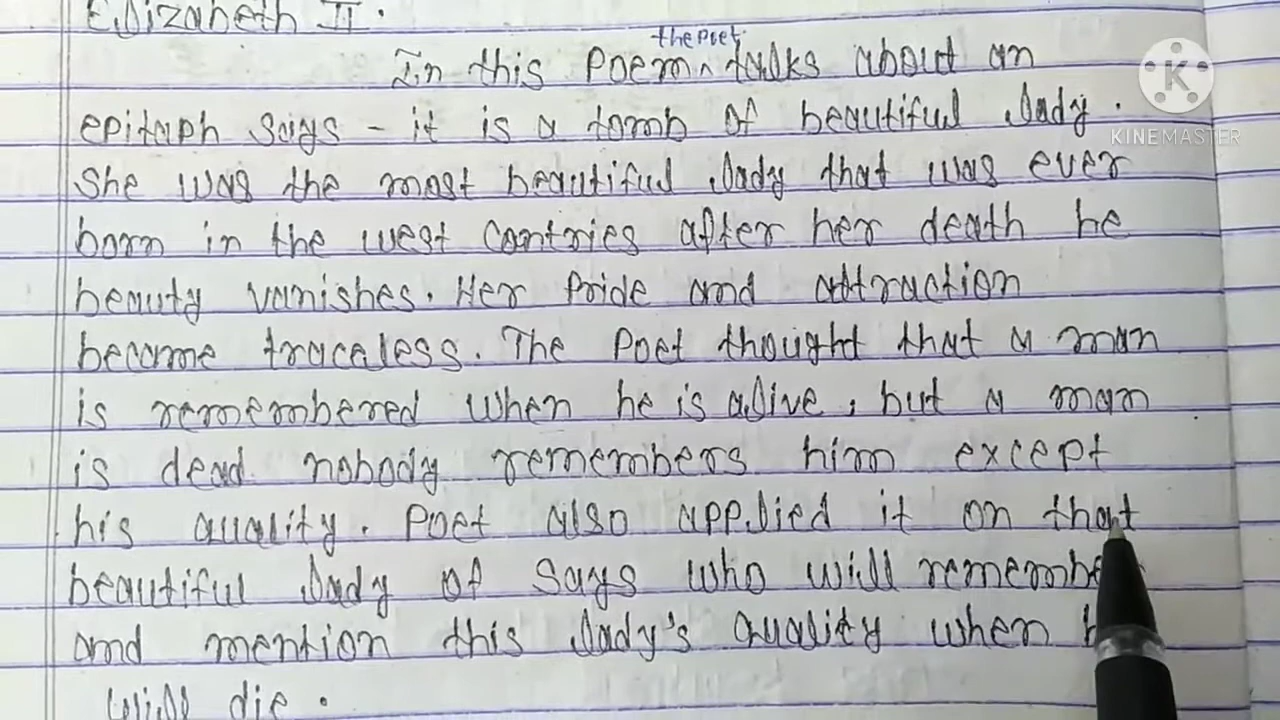 Elizabeth II.
the poet
In this Poem ^ talks about an
epitaph says - it is a tomb of beautiful lady.
She was the most beautiful lady that was ever
born in the west contries after her death he
beauty vanishes. Her Pride and attraction
become traceless. The Poet thought that a man
is remembered when he is alive, but a man
is dead nobody remembers him except
his quality. Poet also applied it on that
beautiful lady of says who will remembe
and mention this lady's quality when
will die.
K
KINEMASTER